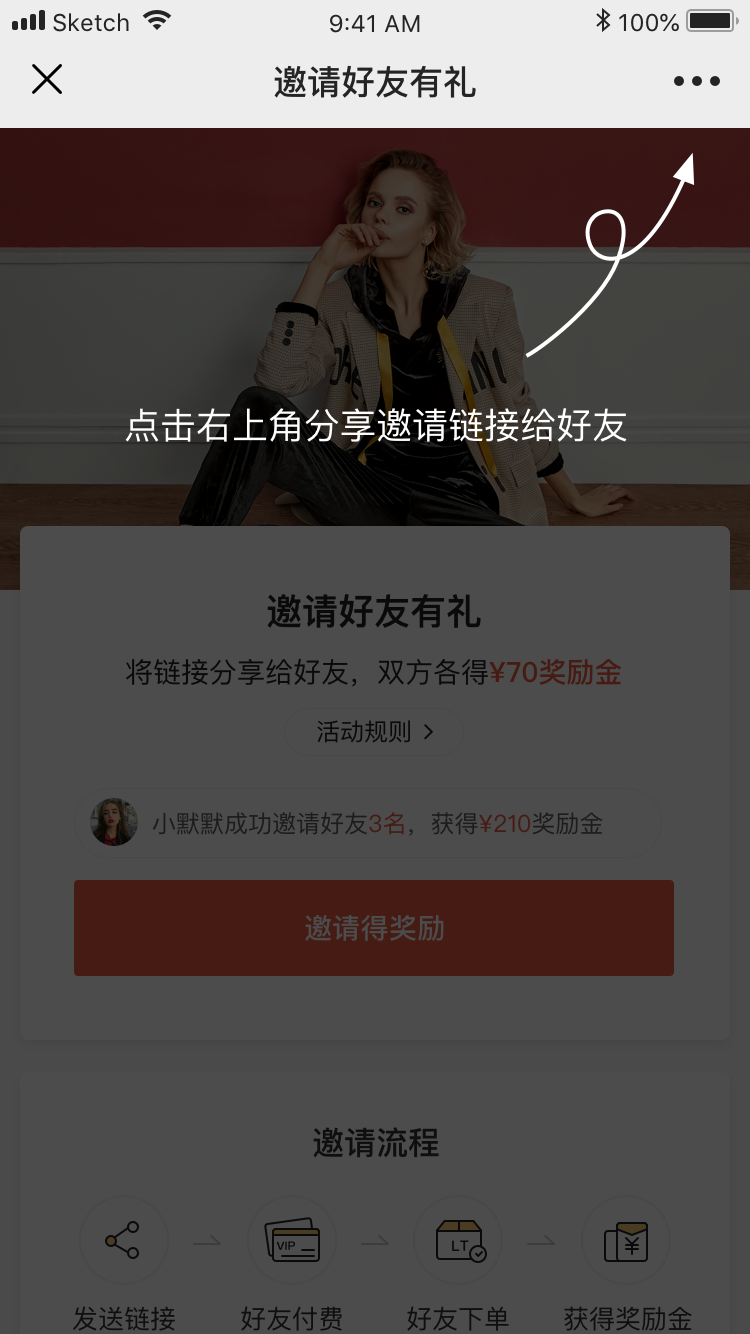 Sketch 9:41 AM 100%
邀请好友有礼
点击右上角分享邀请链接给好友
邀请好友有礼
将链接分享给好友，双方各得¥70奖励金
活动规则
小默默成功邀请好友3名，获得¥210奖励金
邀请得奖励
邀请流程
VIP LT ¥
发送链接 好友付费 好友下单 获得奖励金